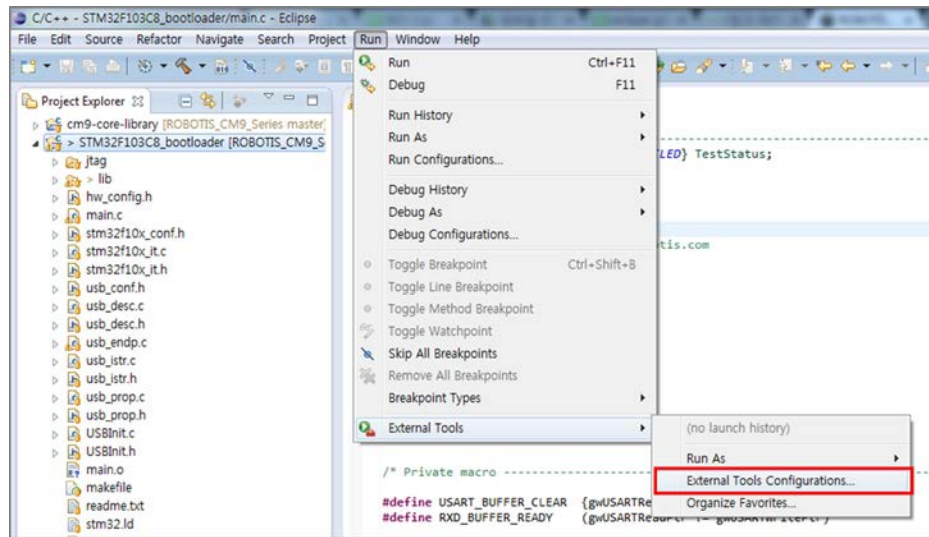 C/C++ - STM32F103C8_bootloader/main.c - Eclipse
File Edit Source Refactor Navigate Search Project Run Window Help
Project Explorer
cm9-core-library [ROBOTIS_CM9_Series master]
> STM32F103C8_bootloader [ROBOTIS_CM9_S
jtag
> lib
hw_config.h
main.c
stm32f10x_conf.h
stm32f10x_it.c
stm32f10x_it.h
usb_conf.h
usb_desc.c
usb_desc.h
usb_endp.c
usb_istr.c
usb_istr.h
usb_prop.c
usb_prop.h
USBInit.c
USBInit.h
main.o
makefile
readme.txt
stm32.ld
Run Ctrl+F11
Debug F11
Run History
Run As
Run Configurations...
Debug History
Debug As
Debug Configurations...
Toggle Breakpoint Ctrl+Shift+B
Toggle Line Breakpoint
Toggle Method Breakpoint
Toggle Watchpoint
Skip All Breakpoints
Remove All Breakpoints
Breakpoint Types
External Tools
(no launch history)
Run As
External Tools Configurations...
Organize Favorites...
LED} TestStatus;
tis.com
/* Private macro ----------------------
#define USART_BUFFER_CLEAR {gwUSARTRe
#define RXD_BUFFER_READY